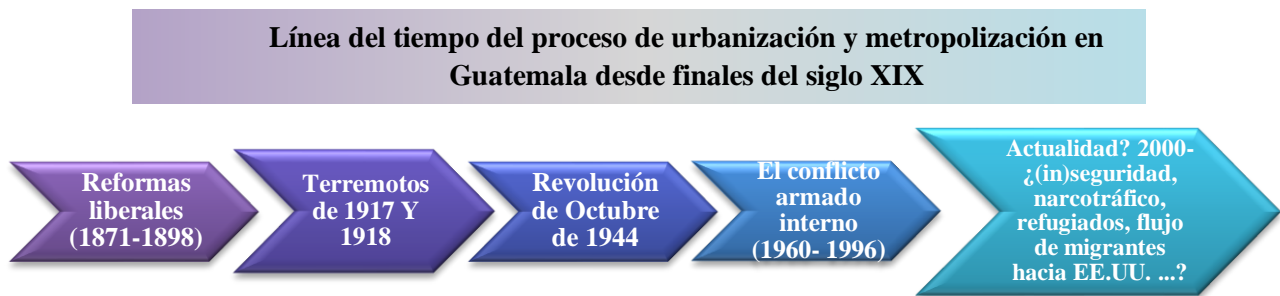 Línea del tiempo del proceso de urbanización y metropolización en
Guatemala desde finales del siglo XIX
Reformas
liberales
(1871-1898)
Terremotos
de 1917 Y
1918
Revolución
de Octubre
de 1944
El conflicto
armado
interno
(1960- 1996)
Actualidad? 2000-
¿(in)seguridad,
narcotráfico,
refugiados, flujo
de migrantes
hacia EE.UU. ...?